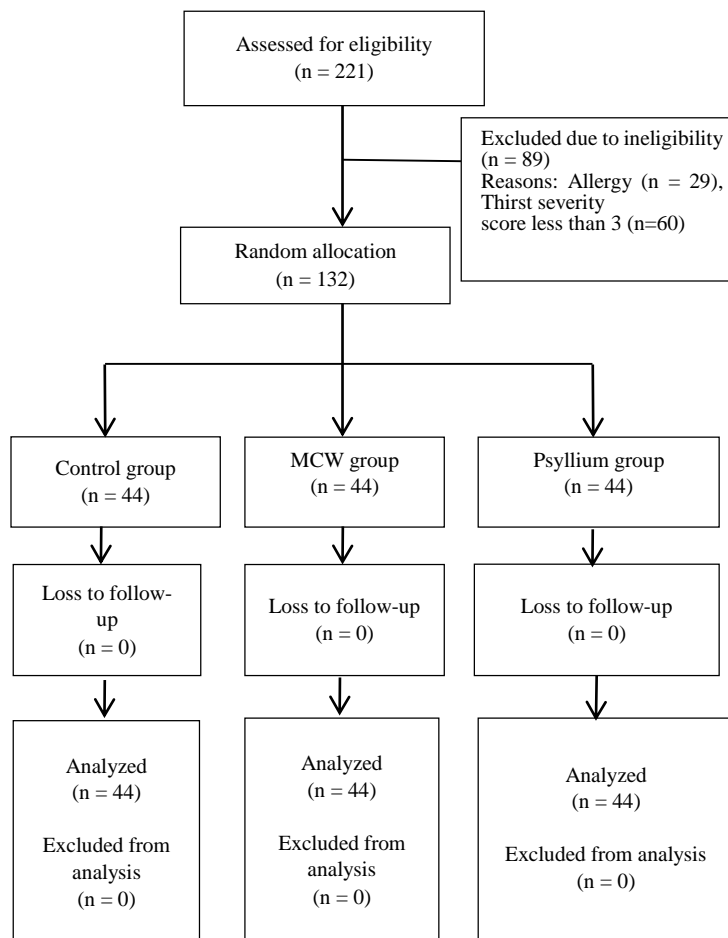 Assessed for eligibility
(n = 221)
Excluded due to ineligibility
(n = 89)
Reasons: Allergy (n = 29),
Thirst severity
score less than 3 (n=60)
Random allocation
(n = 132)
Control group
(n = 44)
MCW group
(n = 44)
Psyllium group
(n = 44)
Loss to follow-
up
(n = 0)
Loss to follow-up
(n = 0)
Loss to follow-up
(n = 0)
Analyzed
(n = 44)
Excluded from
analysis
(n = 0)
Analyzed
(n = 44)
Excluded from
analysis
(n = 0)
Analyzed
(n = 44)
Excluded from analysis
(n = 0)